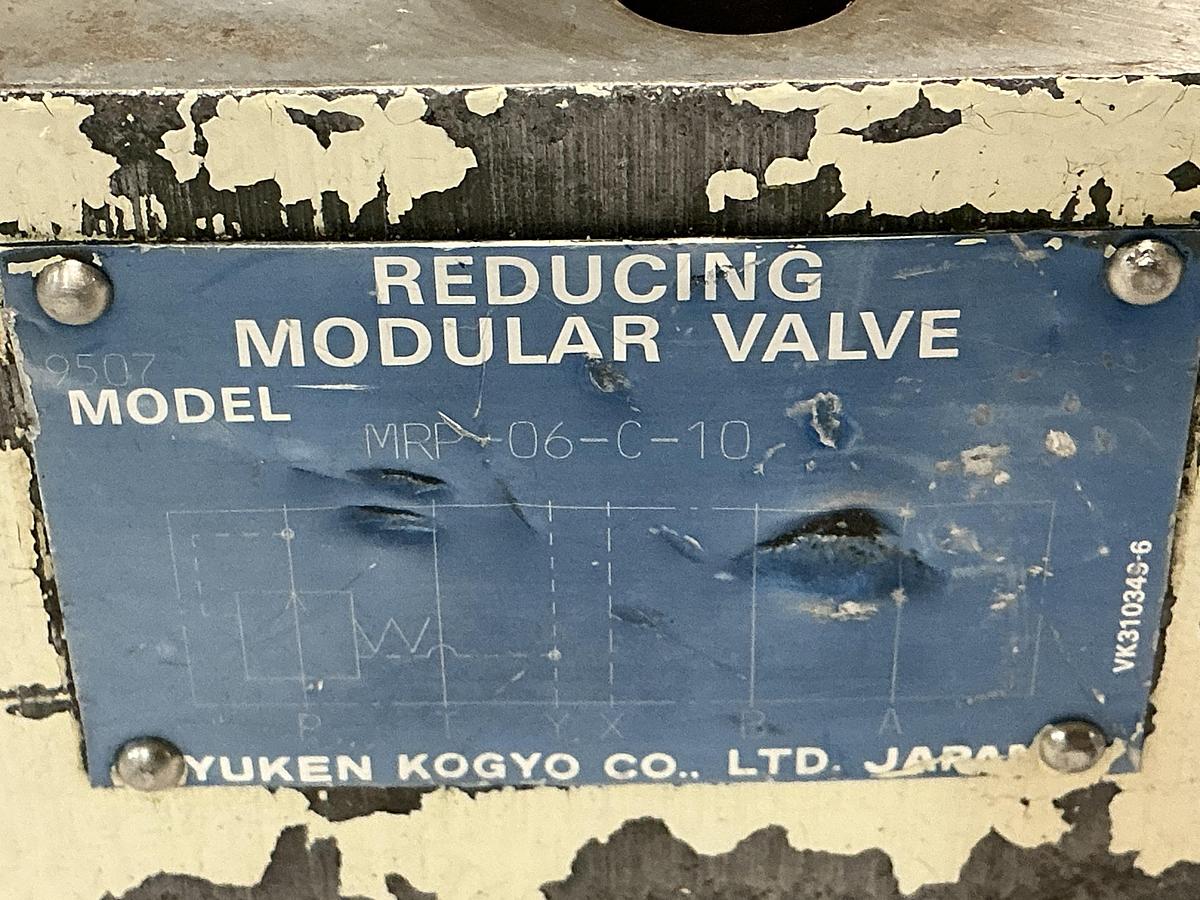 REDUCING
MODULAR VALVE
9507
MODEL
MRP-06-C-10
P T Y X B A
YUKEN KOGYO CO., LTD. JAPAN
VK310349-6